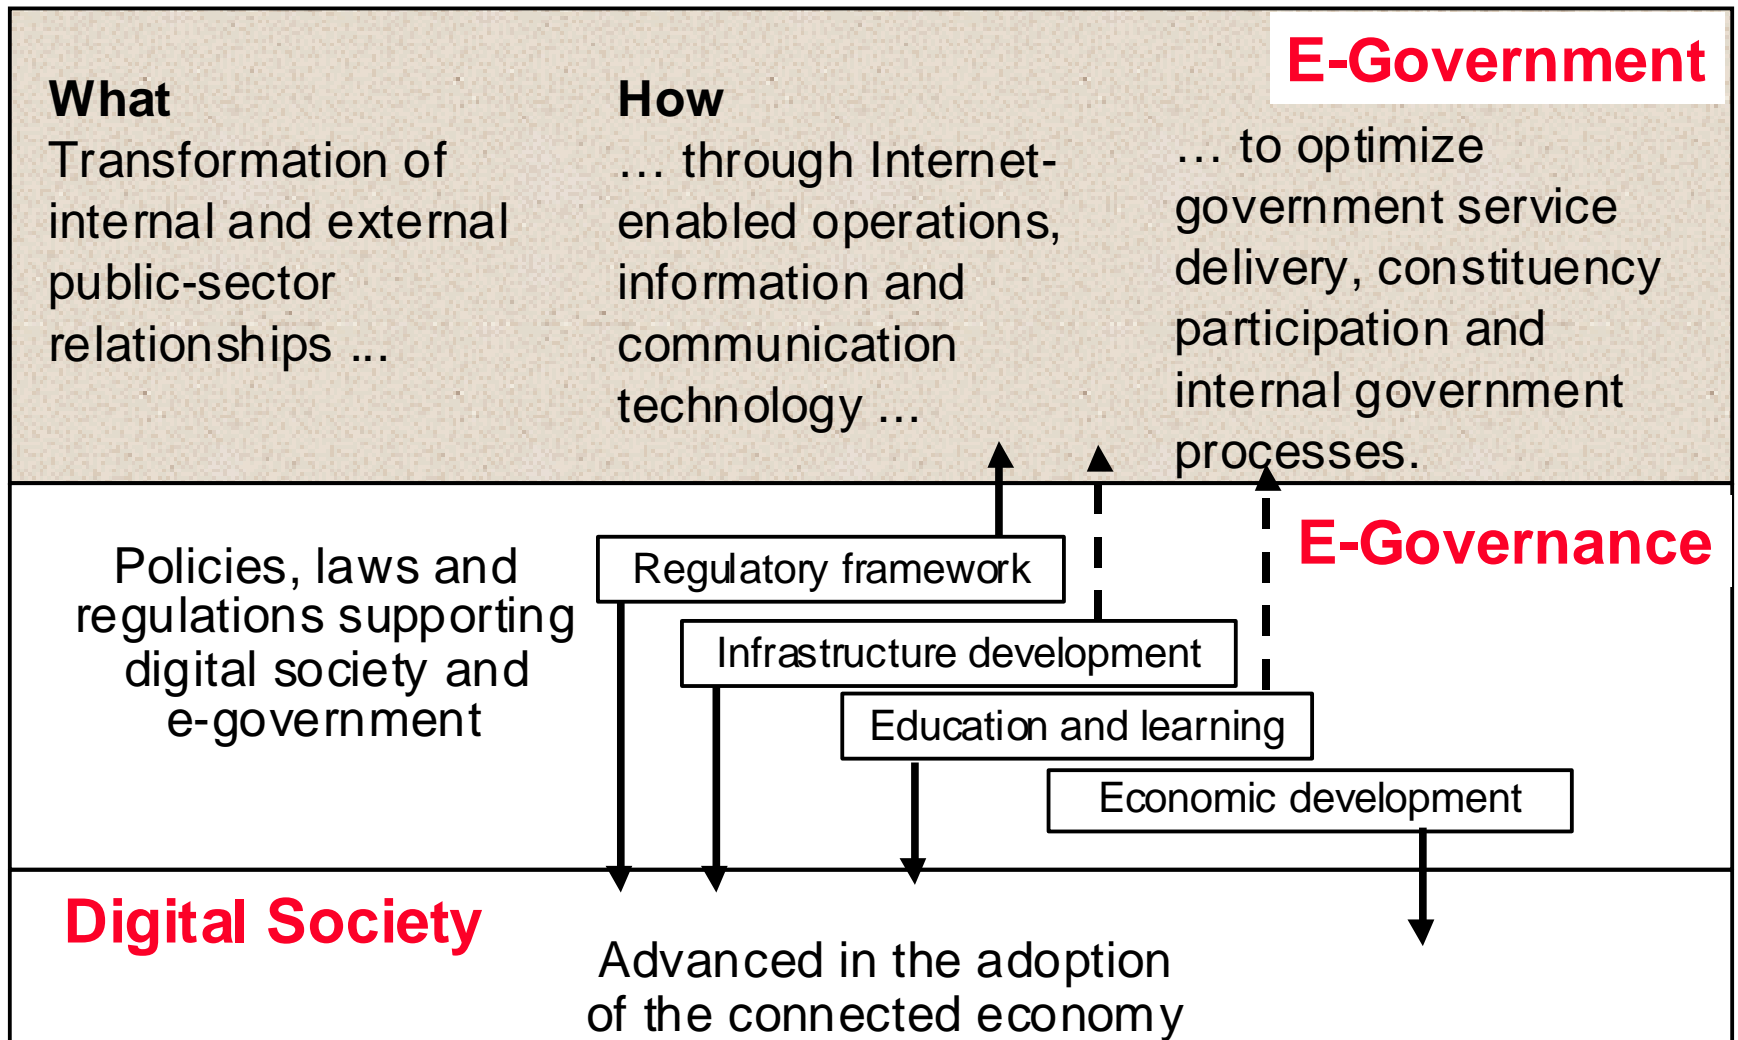 E-Government
What
Transformation of
internal and external
public-sector
relationships ...
How
… through Internet-
enabled operations,
information and
communication
technology …
… to optimize
government service
delivery, constituency
participation and
internal government
processes.
E-Governance
Policies, laws and
regulations supporting
digital society and
e-government
Regulatory framework
Infrastructure development
Education and learning
Economic development
Digital Society
Advanced in the adoption
of the connected economy